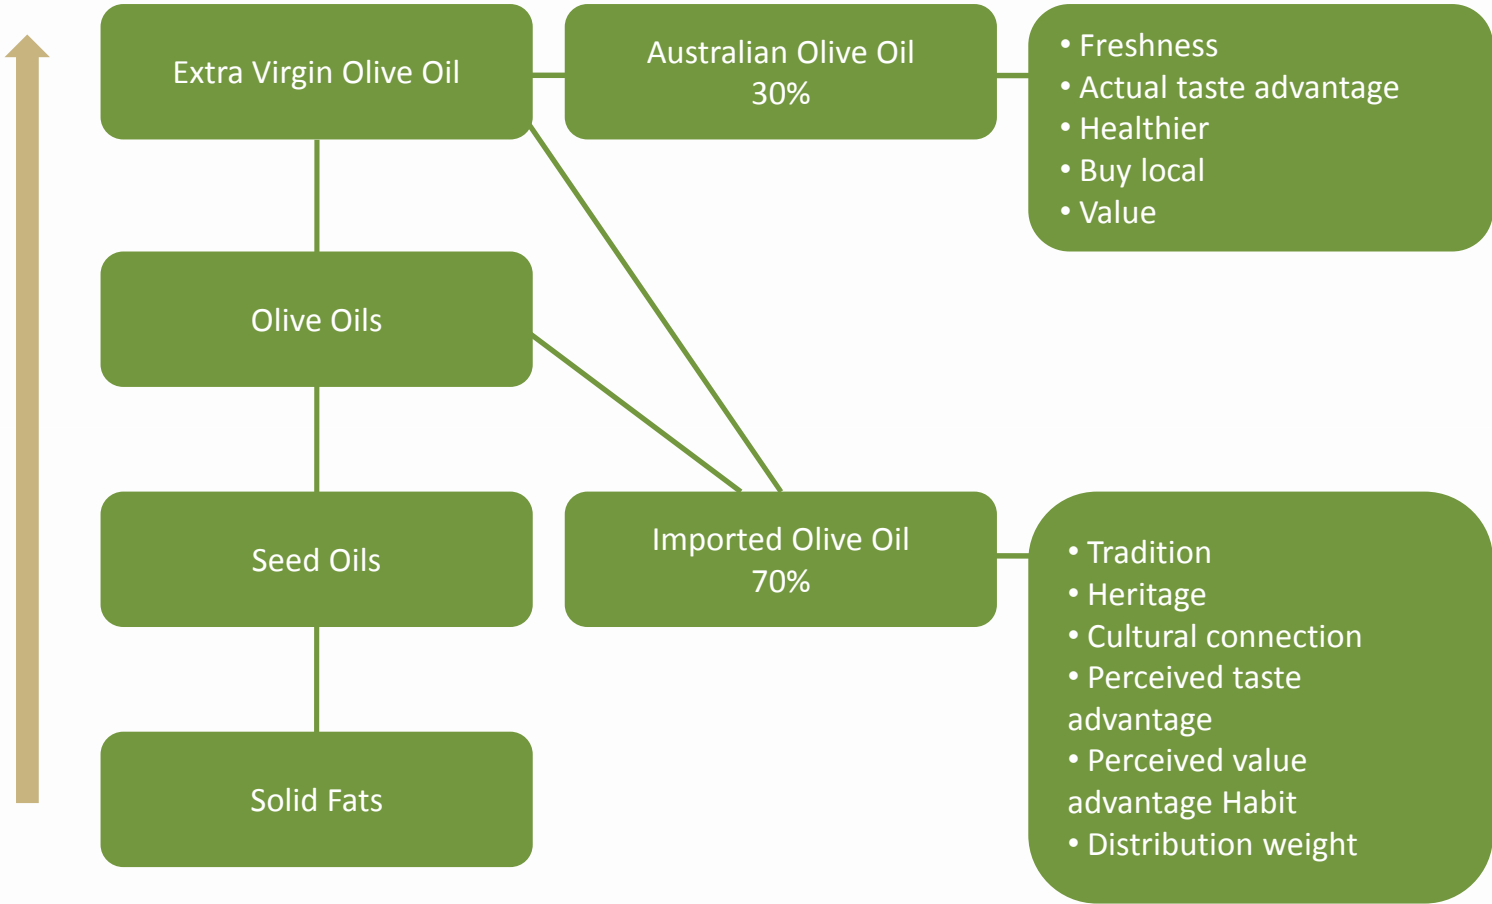 Extra Virgin Olive Oil
Australian Olive Oil
30%
• Freshness
• Actual taste advantage
• Healthier
• Buy local
• Value
Olive Oils
Seed Oils
Imported Olive Oil
70%
• Tradition
• Heritage
• Cultural connection
• Perceived taste
advantage
• Perceived value
advantage Habit
• Distribution weight
Solid Fats